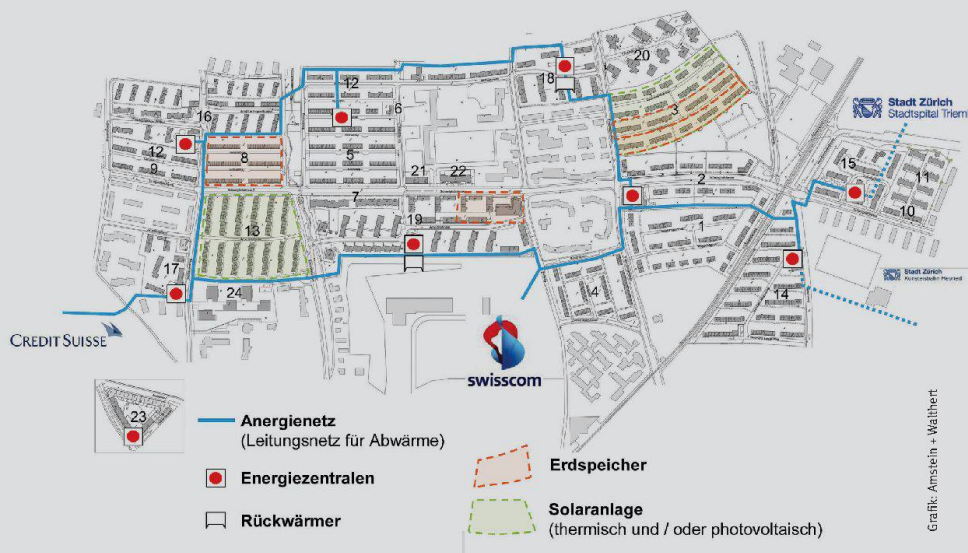 20
18
12
6
3
16
Stadt Zürich
Stadtspital Triemli
12
9
8
5
21
22
15
11
10
7
2
19
13
1
17
24
4
14
Stadt Zürich
CREDIT SUISSE
swisscom
23
Anergienetz
(Leitungsnetz für Abwärme)
Energiezentralen
Rückwärmer
Erdspeicher
Solaranlage
(thermisch und / oder photovoltaisch)
Grafik: Amstein + Walthert